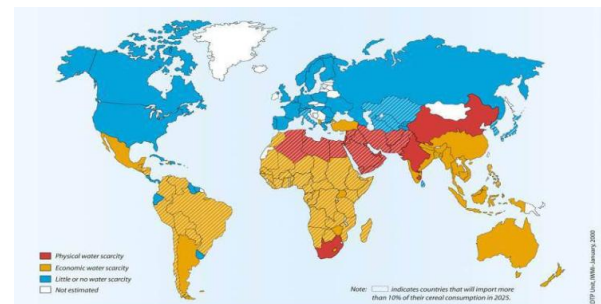 Physical water scarcity
Economic water scarcity
Little or no water scarcity
Not estimated
Note: indicates countries that will import more
than 10% of their cereal consumption in 2025.
Unit, IWMI- January, 2000